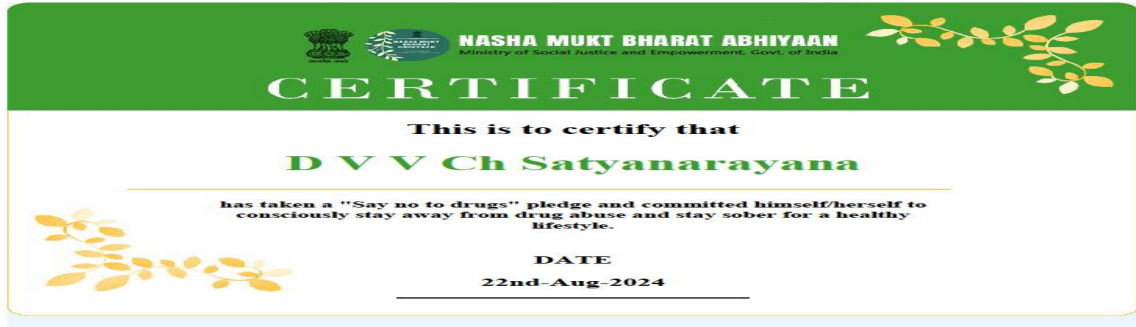 NASHA MUKT BHARAT ABHIYAAN
Ministry of Social Justice and Empowerment, Govt. of India
CERTIFICATE
This is to certify that
D V V Ch Satyanarayana
has taken a "Say no to drugs" pledge and committed himself/herself to
consciously stay away from drug abuse and stay sober for a healthy
lifestyle.
DATE
22nd-Aug-2024